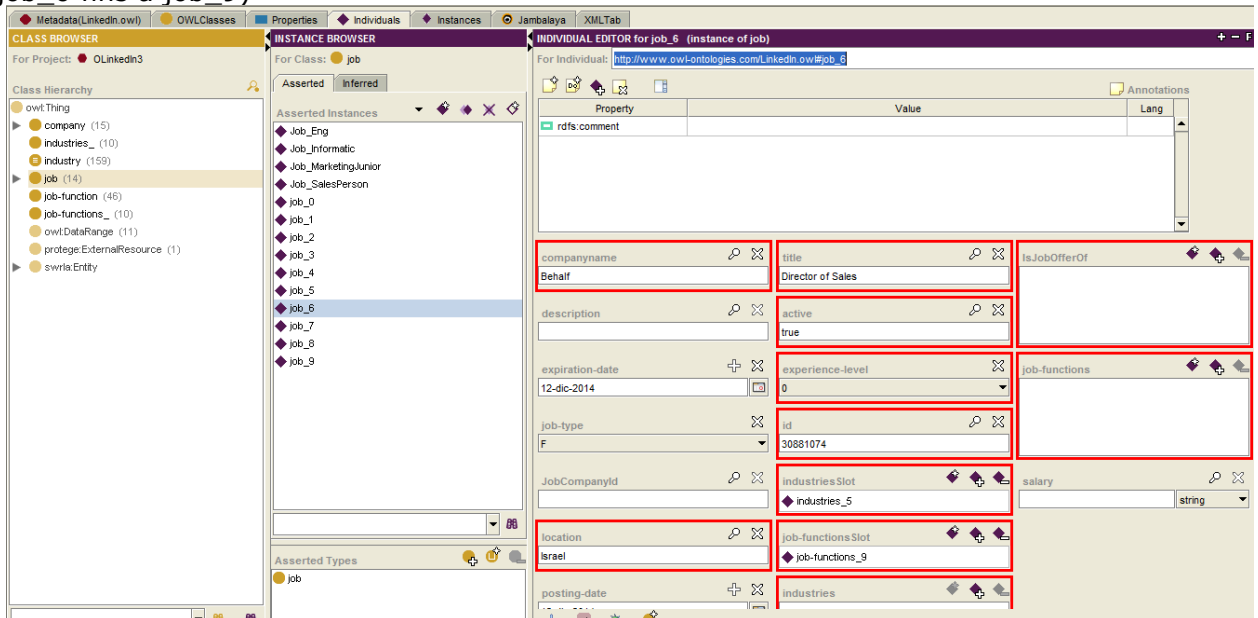 Metadata(LinkedIn.owl) OWLClasses Properties Individuals Instances Jambalaya XMLTab
CLASS BROWSER
For Project: OLinkedIn3
Class Hierarchy
owl:Thing
company (15)
industries_ (10)
industry (159)
job (14)
job-function (46)
job-functions_ (10)
owl:DataRange (11)
protege:ExternalResource (1)
swrla:Entity
INSTANCE BROWSER
For Class: job
Asserted Inferred
Asserted Instances
Job_Eng
Job_Informatic
Job_MarketingJunior
Job_SalesPerson
job_0
job_1
job_2
job_3
job_4
job_5
job_6
job_7
job_8
job_9
Asserted Types
job
INDIVIDUAL EDITOR for job_6 (instance of job)
For Individual: http://www.owl-ontologies.com/LinkedIn.owl#job_6
Annotations
Property Value Lang
rdfs:comment
companyname title IsJobOfferOf
Behalf Director of Sales
description active
true
expiration-date experience-level job-functions
12-dic-2014 0
job-type id
F 30881074
JobCompanyId industriesSlot salary
industries_5 string
location job-functionsSlot
Israel job-functions_9
posting-date industries